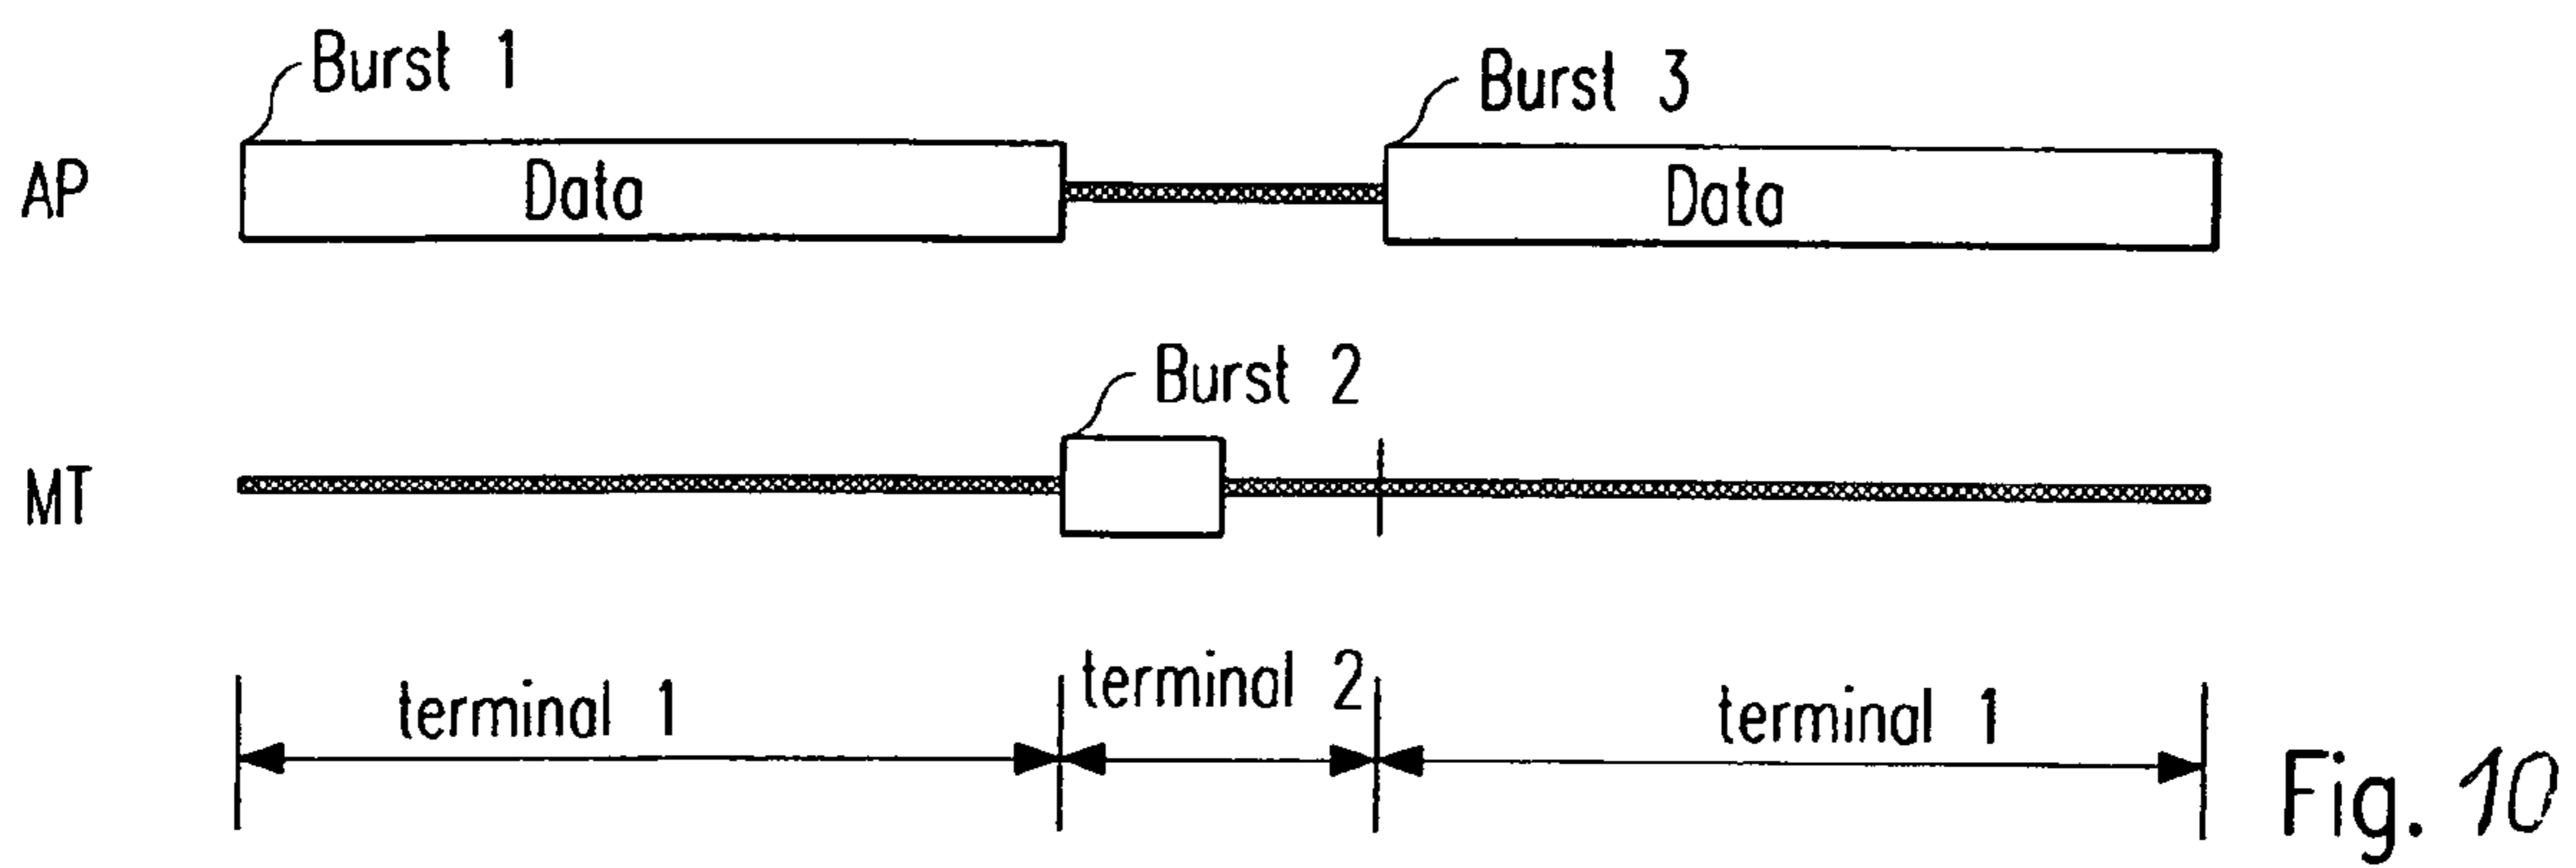 Burst 1
Burst 3
AP
Data
Data
Burst 2
MT
terminal 1
terminal 2
terminal 1
Fig. 10